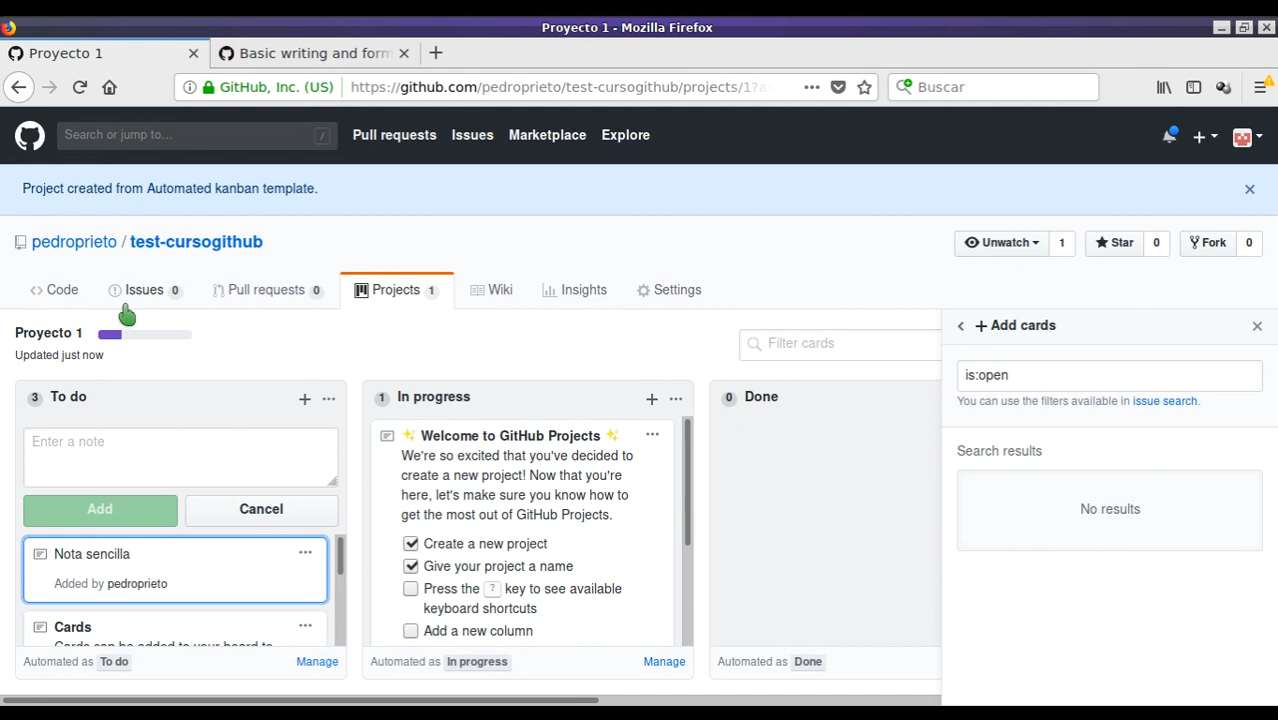 Proyecto 1 - Mozilla Firefox
Proyecto 1
Basic writing and form
GitHub, Inc. (US)
https://github.com/pedroprieto/test-cursogithub/projects/1?a
Buscar
Search or jump to…
/
Pull requests
Issues
Marketplace
Explore
Project created from Automated kanban template.
pedroprieto / test-cursogithub
Unwatch 1
Star 0
Fork 0
Code
Issues 0
Pull requests 0
Projects 1
Wiki
Insights
Settings
Proyecto 1
Updated just now
Filter cards
3 To do
Enter a note
Add
Cancel
Nota sencilla
Added by pedroprieto
Cards
Cards can be added to your board to
Automated as To do
Manage
1 In progress
✨ Welcome to GitHub Projects ✨
We're so excited that you've decided
to create a new project! Now that you're
here, let's make sure you know how to
get the most out of GitHub Projects.
Create a new project
Give your project a name
Press the ? key to see available
keyboard shortcuts
Add a new column
Automated as In progress
Manage
0 Done
Automated as Done
Add cards
is:open
You can use the filters available in issue search.
Search results
No results